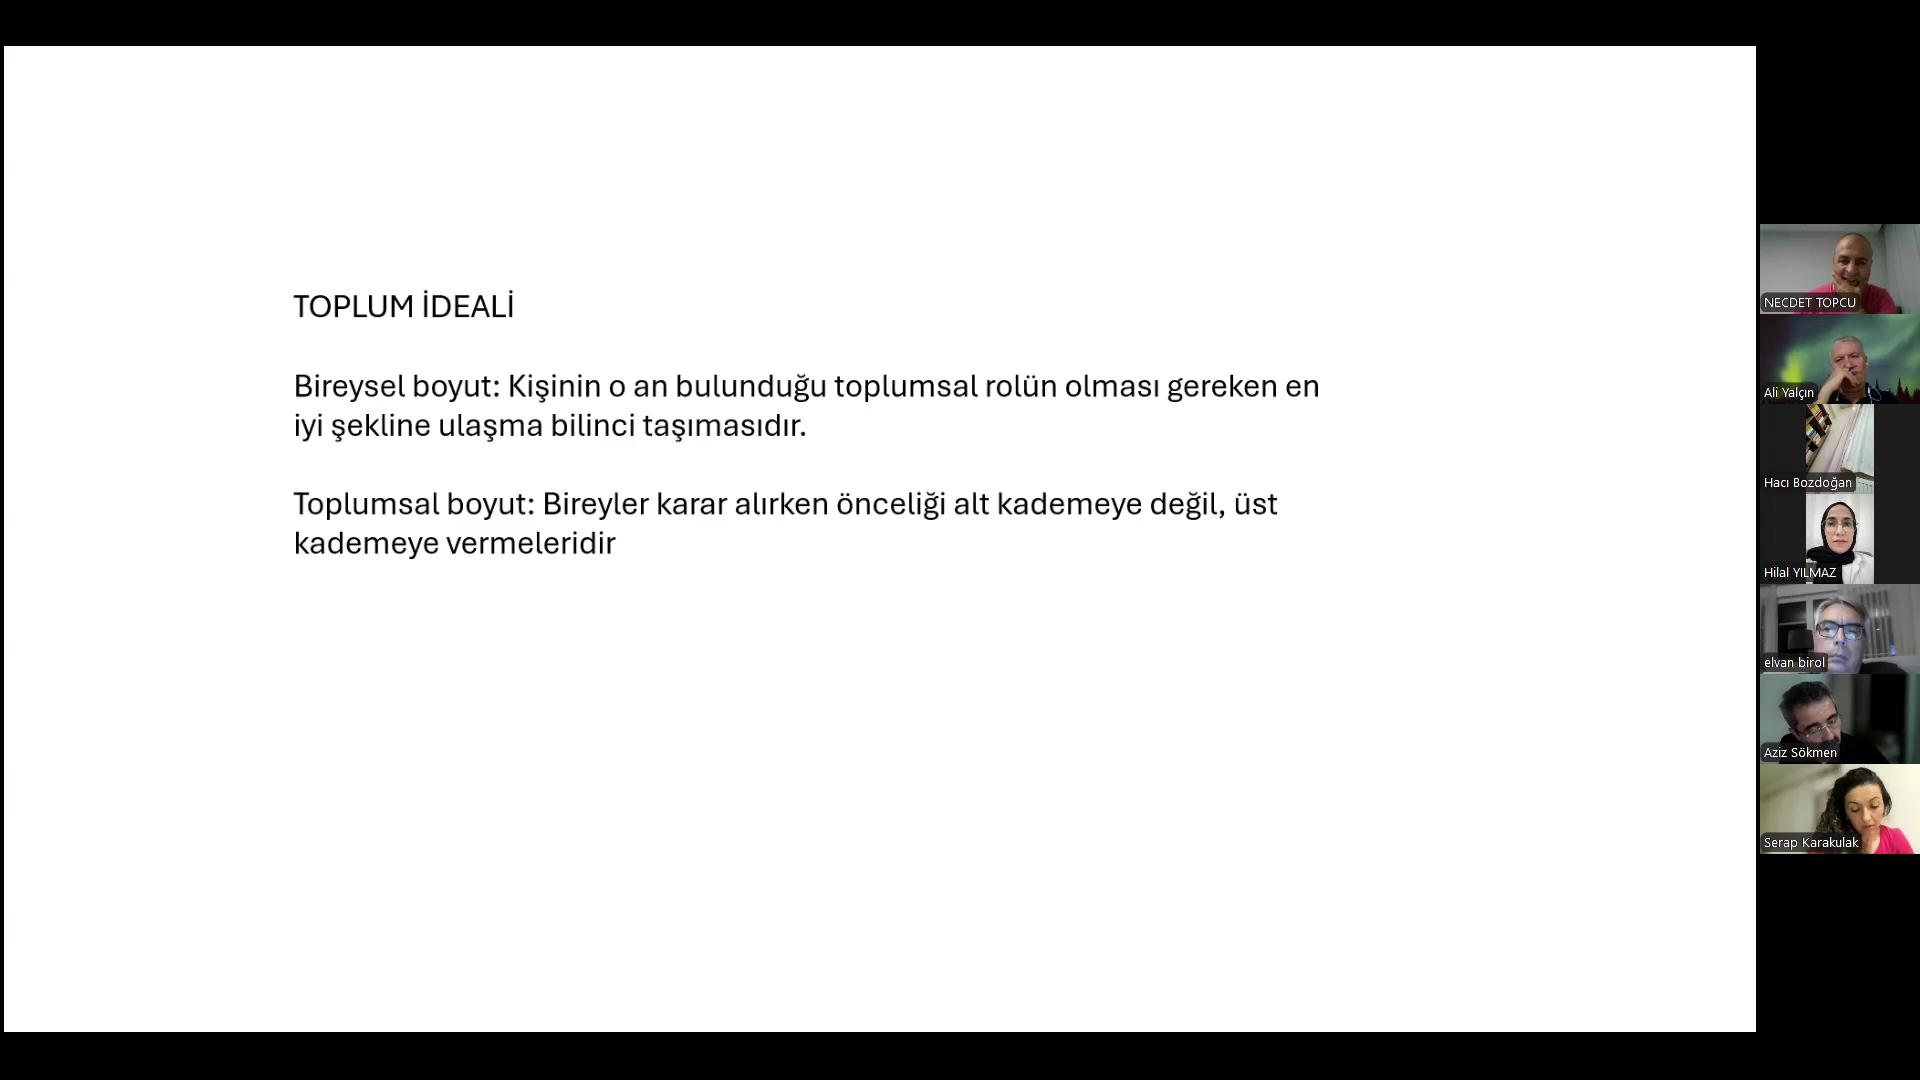 TOPLUM İDEALİ
Bireysel boyut: Kişinin o an bulunduğu toplumsal rolün olması gereken en
iyi şekline ulaşma bilinci taşımasıdır.
Toplumsal boyut: Bireyler karar alırken önceliği alt kademeye değil, üst
kademeye vermeleridir
NECDET TOPCU
Ali Yalçın
Hacı Bozdoğan
Hilal YILMAZ
elvan birol
Aziz Sökmen
Serap Karakulak